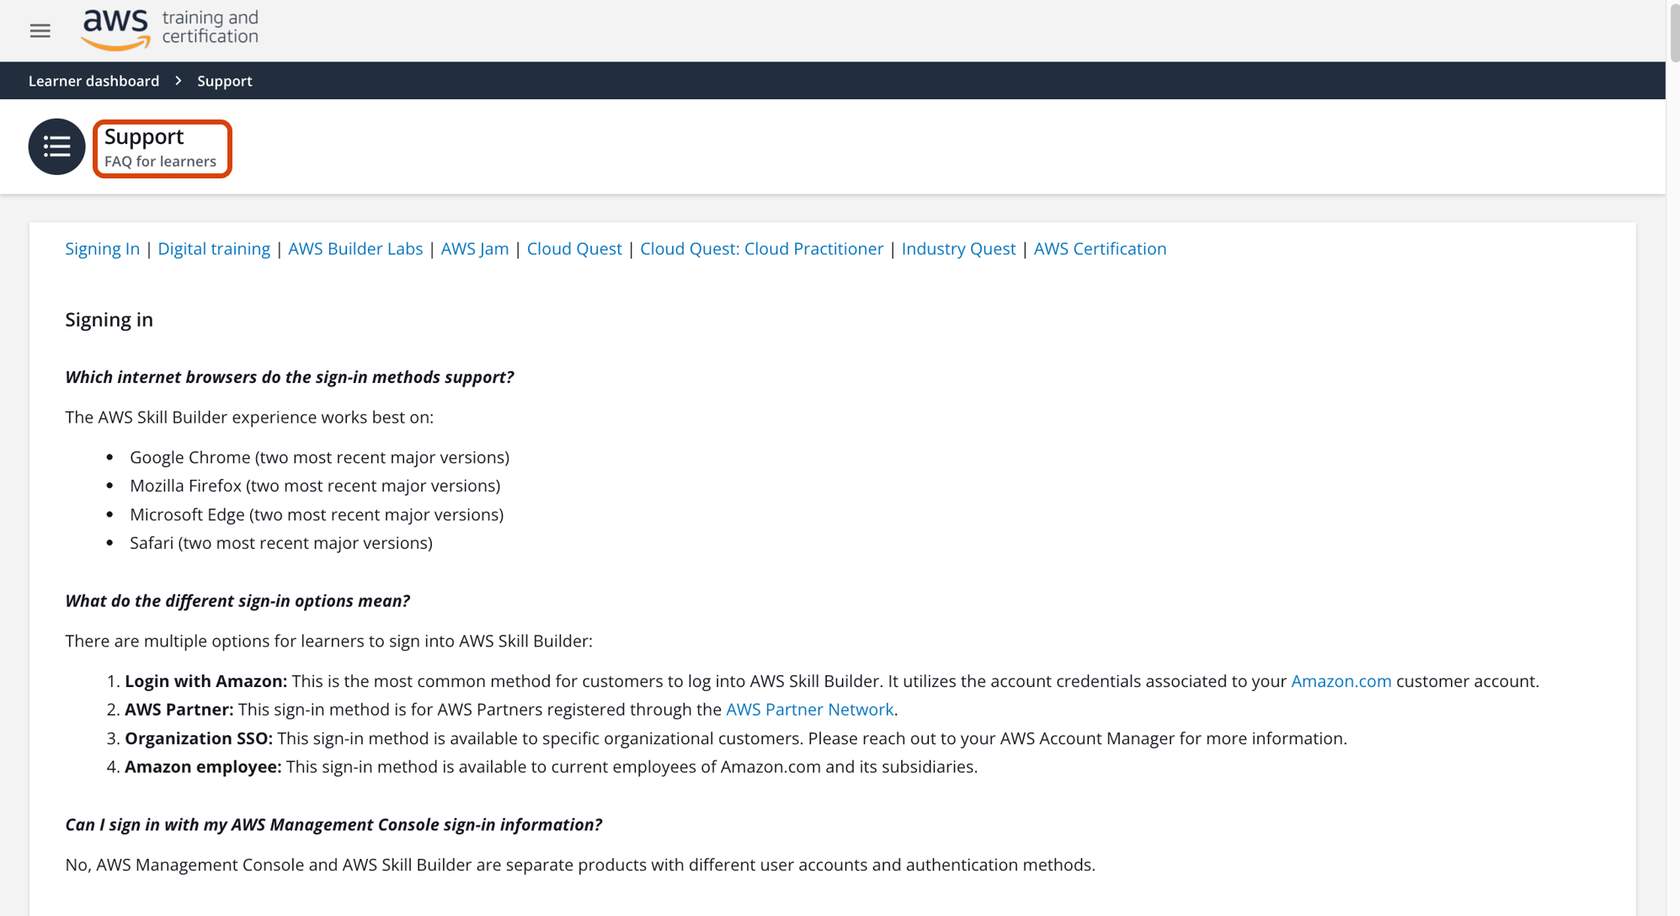 aws training and
certification
Learner dashboard > Support
Support
FAQ for learners
Signing In | Digital training | AWS Builder Labs | AWS Jam | Cloud Quest | Cloud Quest: Cloud Practitioner | Industry Quest | AWS Certification
Signing in
Which internet browsers do the sign-in methods support?
The AWS Skill Builder experience works best on:
• Google Chrome (two most recent major versions)
• Mozilla Firefox (two most recent major versions)
• Microsoft Edge (two most recent major versions)
• Safari (two most recent major versions)
What do the different sign-in options mean?
There are multiple options for learners to sign into AWS Skill Builder:
1. Login with Amazon: This is the most common method for customers to log into AWS Skill Builder. It utilizes the account credentials associated to your Amazon.com customer account.
2. AWS Partner: This sign-in method is for AWS Partners registered through the AWS Partner Network.
3. Organization SSO: This sign-in method is available to specific organizational customers. Please reach out to your AWS Account Manager for more information.
4. Amazon employee: This sign-in method is available to current employees of Amazon.com and its subsidiaries.
Can I sign in with my AWS Management Console sign-in information?
No, AWS Management Console and AWS Skill Builder are separate products with different user accounts and authentication methods.